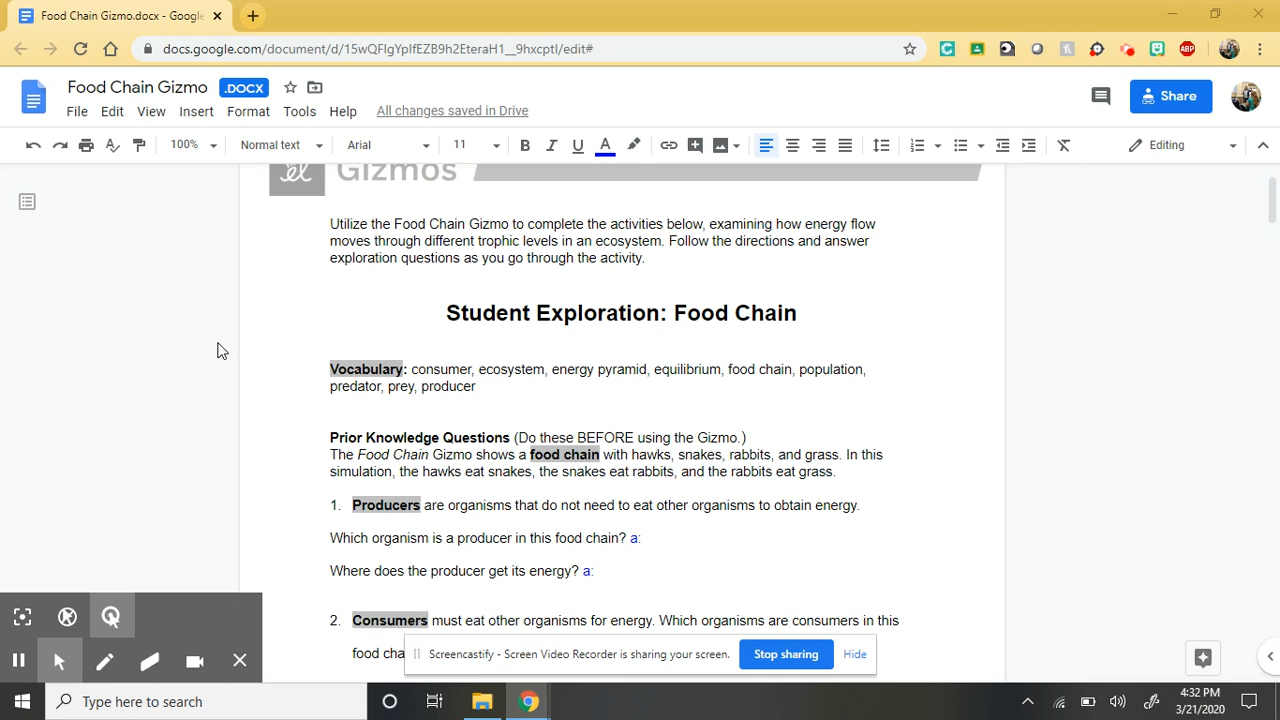 Food Chain Gizmo.docx - Google
docs.google.com/document/d/15wQFIgYpIfEZB9h2EteraH1__9hxcptI/edit#
Food Chain Gizmo .DOCX
File Edit View Insert Format Tools Help All changes saved in Drive
Share
100% Normal text Arial 11 B I U A Editing
el Gizmos
Utilize the Food Chain Gizmo to complete the activities below, examining how energy flow
moves through different trophic levels in an ecosystem. Follow the directions and answer
exploration questions as you go through the activity.
Student Exploration: Food Chain
Vocabulary: consumer, ecosystem, energy pyramid, equilibrium, food chain, population,
predator, prey, producer
Prior Knowledge Questions (Do these BEFORE using the Gizmo.)
The Food Chain Gizmo shows a food chain with hawks, snakes, rabbits, and grass. In this
simulation, the hawks eat snakes, the snakes eat rabbits, and the rabbits eat grass.
1. Producers are organisms that do not need to eat other organisms to obtain energy.
Which organism is a producer in this food chain? a:
Where does the producer get its energy? a:
2. Consumers must eat other organisms for energy. Which organisms are consumers in this
food cha
Screencastify - Screen Video Recorder is sharing your screen. Stop sharing Hide
Type here to search
4:32 PM
3/21/2020